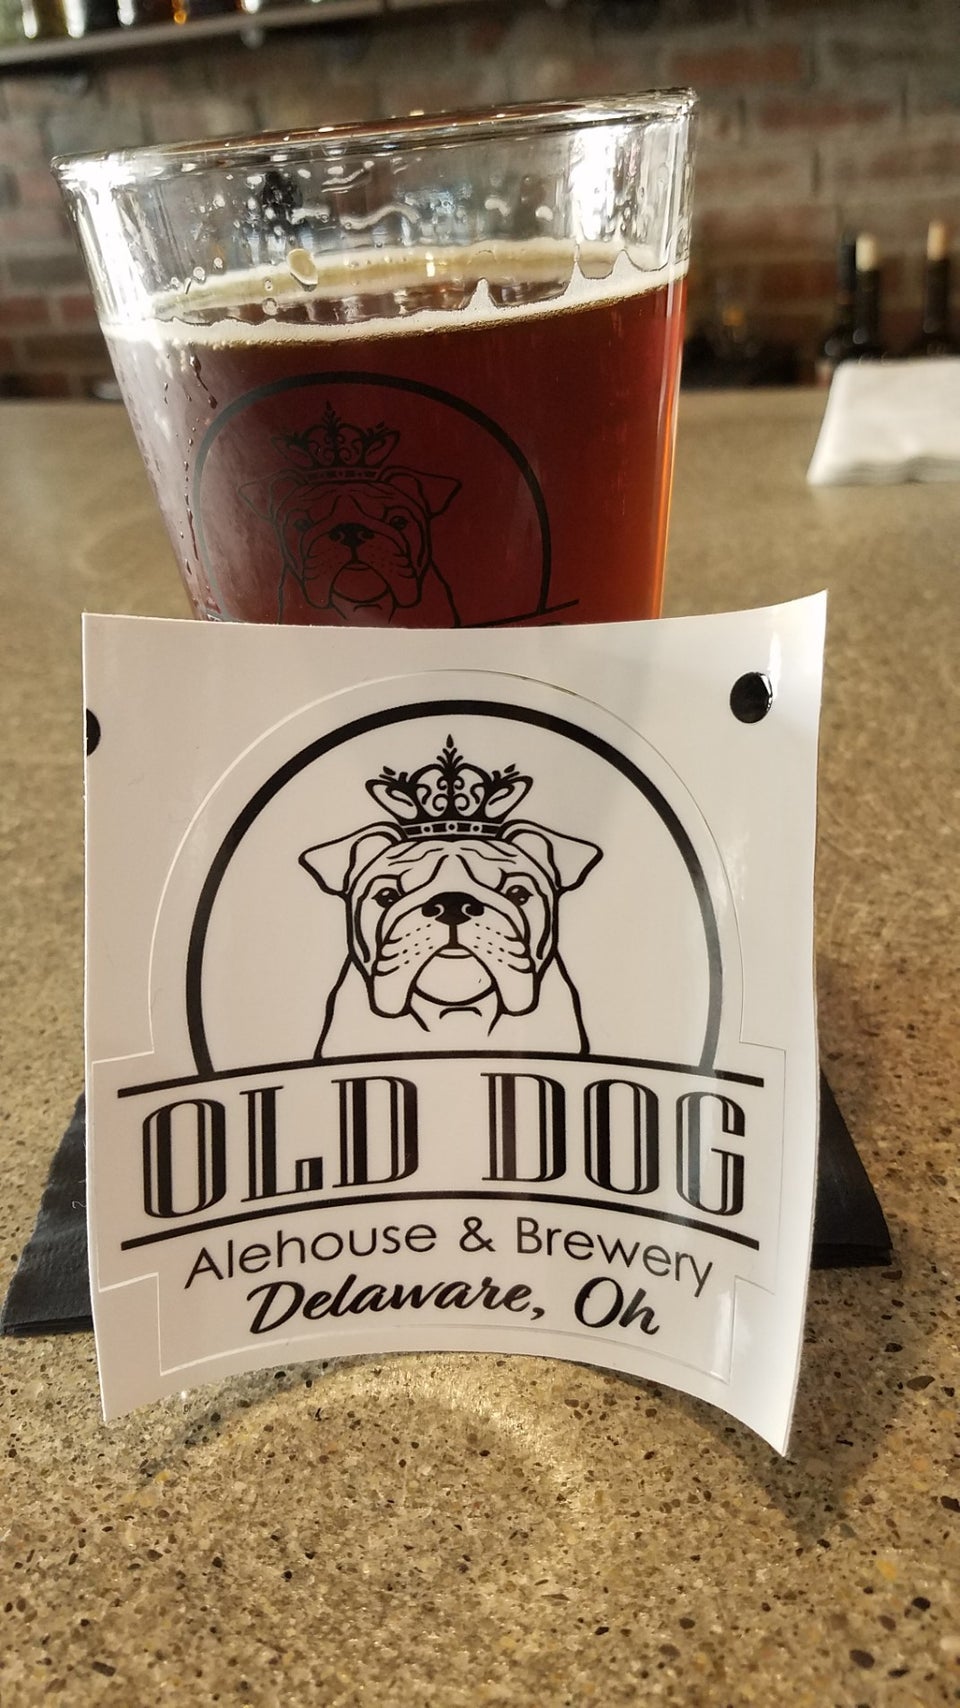 OLD DOG
Alehouse & Brewery
Delaware, Oh